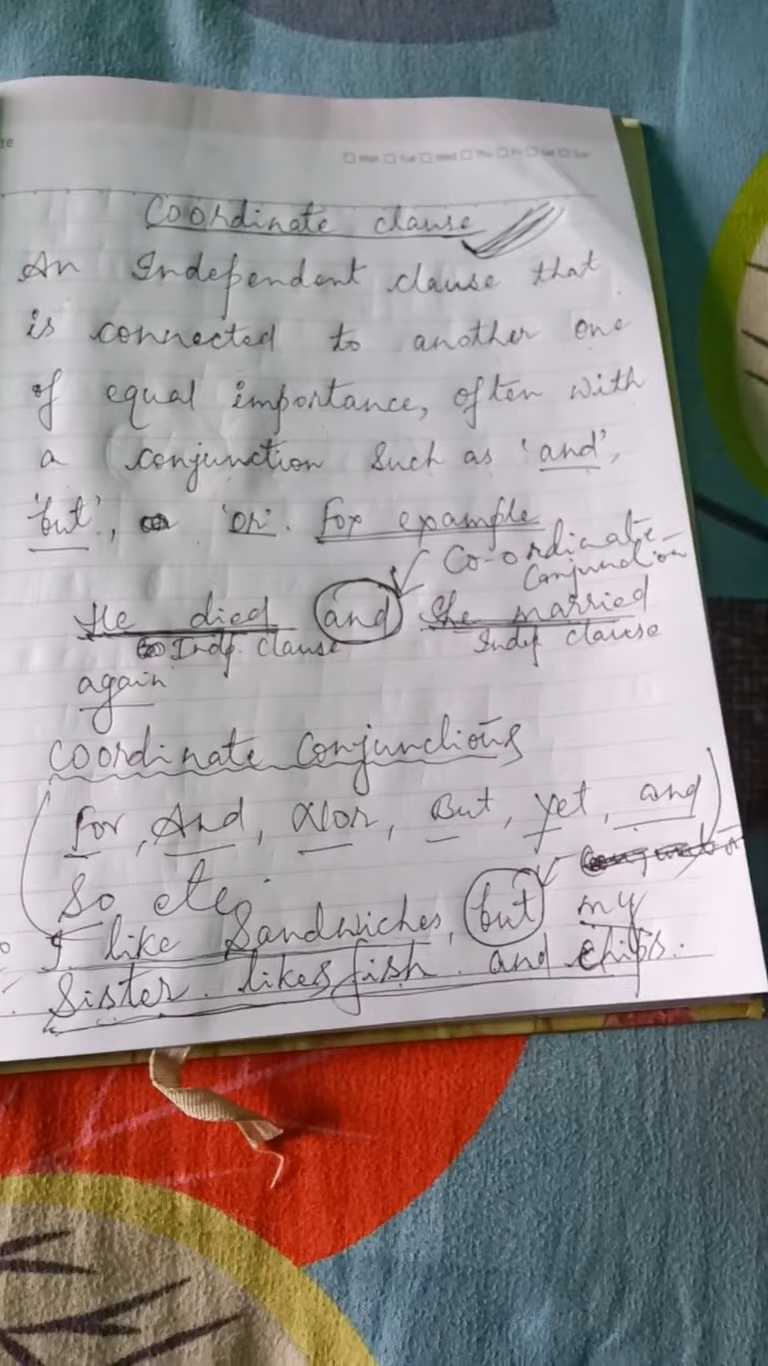 te
Coordinate clause
An Independent clause that
is connected to another one
of equal importance, often with
a conjunction such as 'and',
'but', 'or'. For example
Co-ordinate
Conjunction
He died and She married
Indp. clause Indp clause
again
Coordinate Conjunctions
For, And, Nor, But, yet, and
So etc.
I like Sandwiches, but my
Sister likes fish and chips.